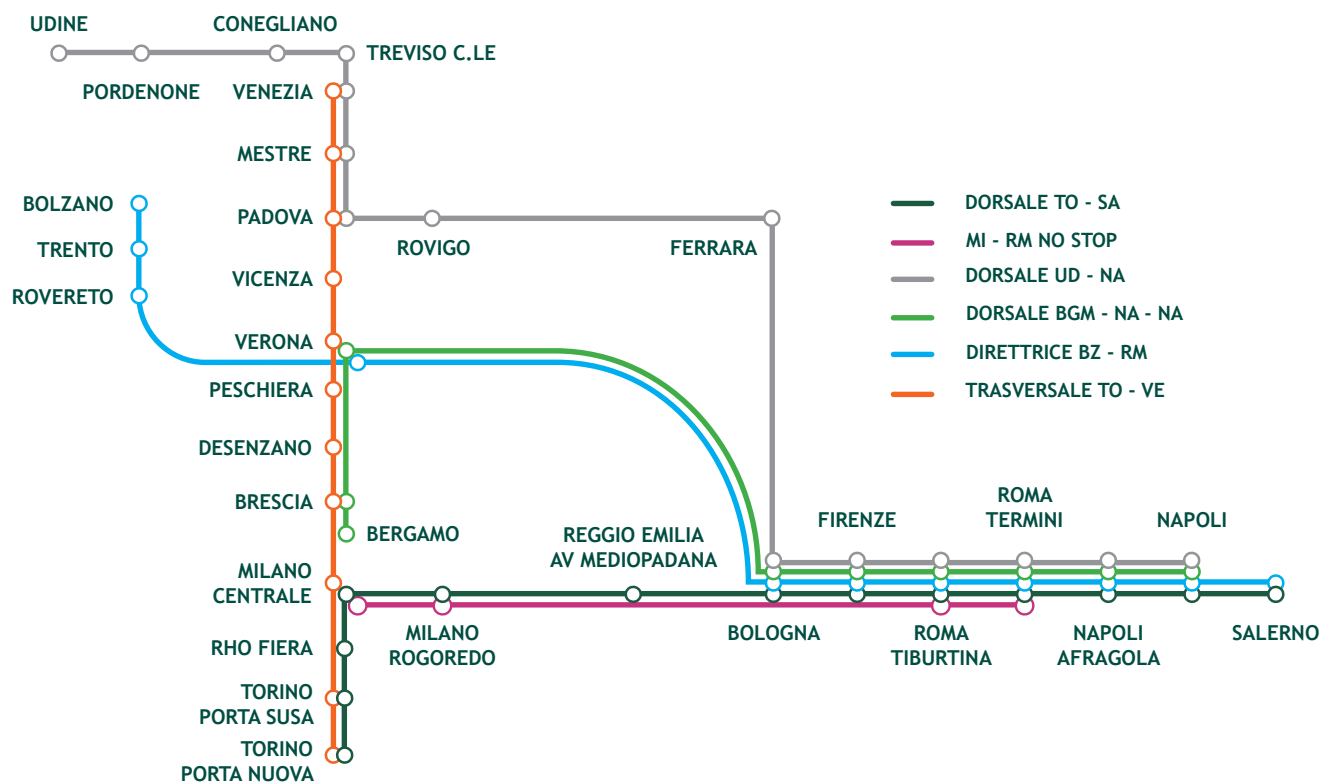 UDINE
CONEGLIANO
TREVISO C.LE
PORDENONE
VENEZIA
MESTRE
BOLZANO
PADOVA
TRENTO
ROVIGO
FERRARA
ROVERETO
VICENZA
VERONA
PESCHIERA
DESENZANO
BRESCIA
BERGAMO
DORSALE TO - SA
MI - RM NO STOP
DORSALE UD - NA
DORSALE BGM - NA - NA
DIRETTRICE BZ - RM
TRASVERSALE TO - VE
REGGIO EMILIA
AV MEDIOPADANA
FIRENZE
ROMA
TERMINI
NAPOLI
MILANO
CENTRALE
MILANO
ROGOREDO
BOLOGNA
ROMA
TIBURTINA
NAPOLI
AFRAGOLA
SALERNO
RHO FIERA
TORINO
PORTA SUSA
TORINO
PORTA NUOVA